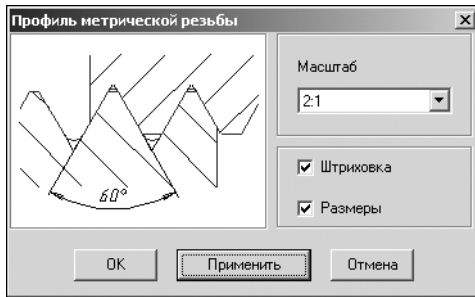 Профиль метрической резьбы
Масштаб
2:1
Штриховка
Размеры
60°
OK
Применить
Отмена